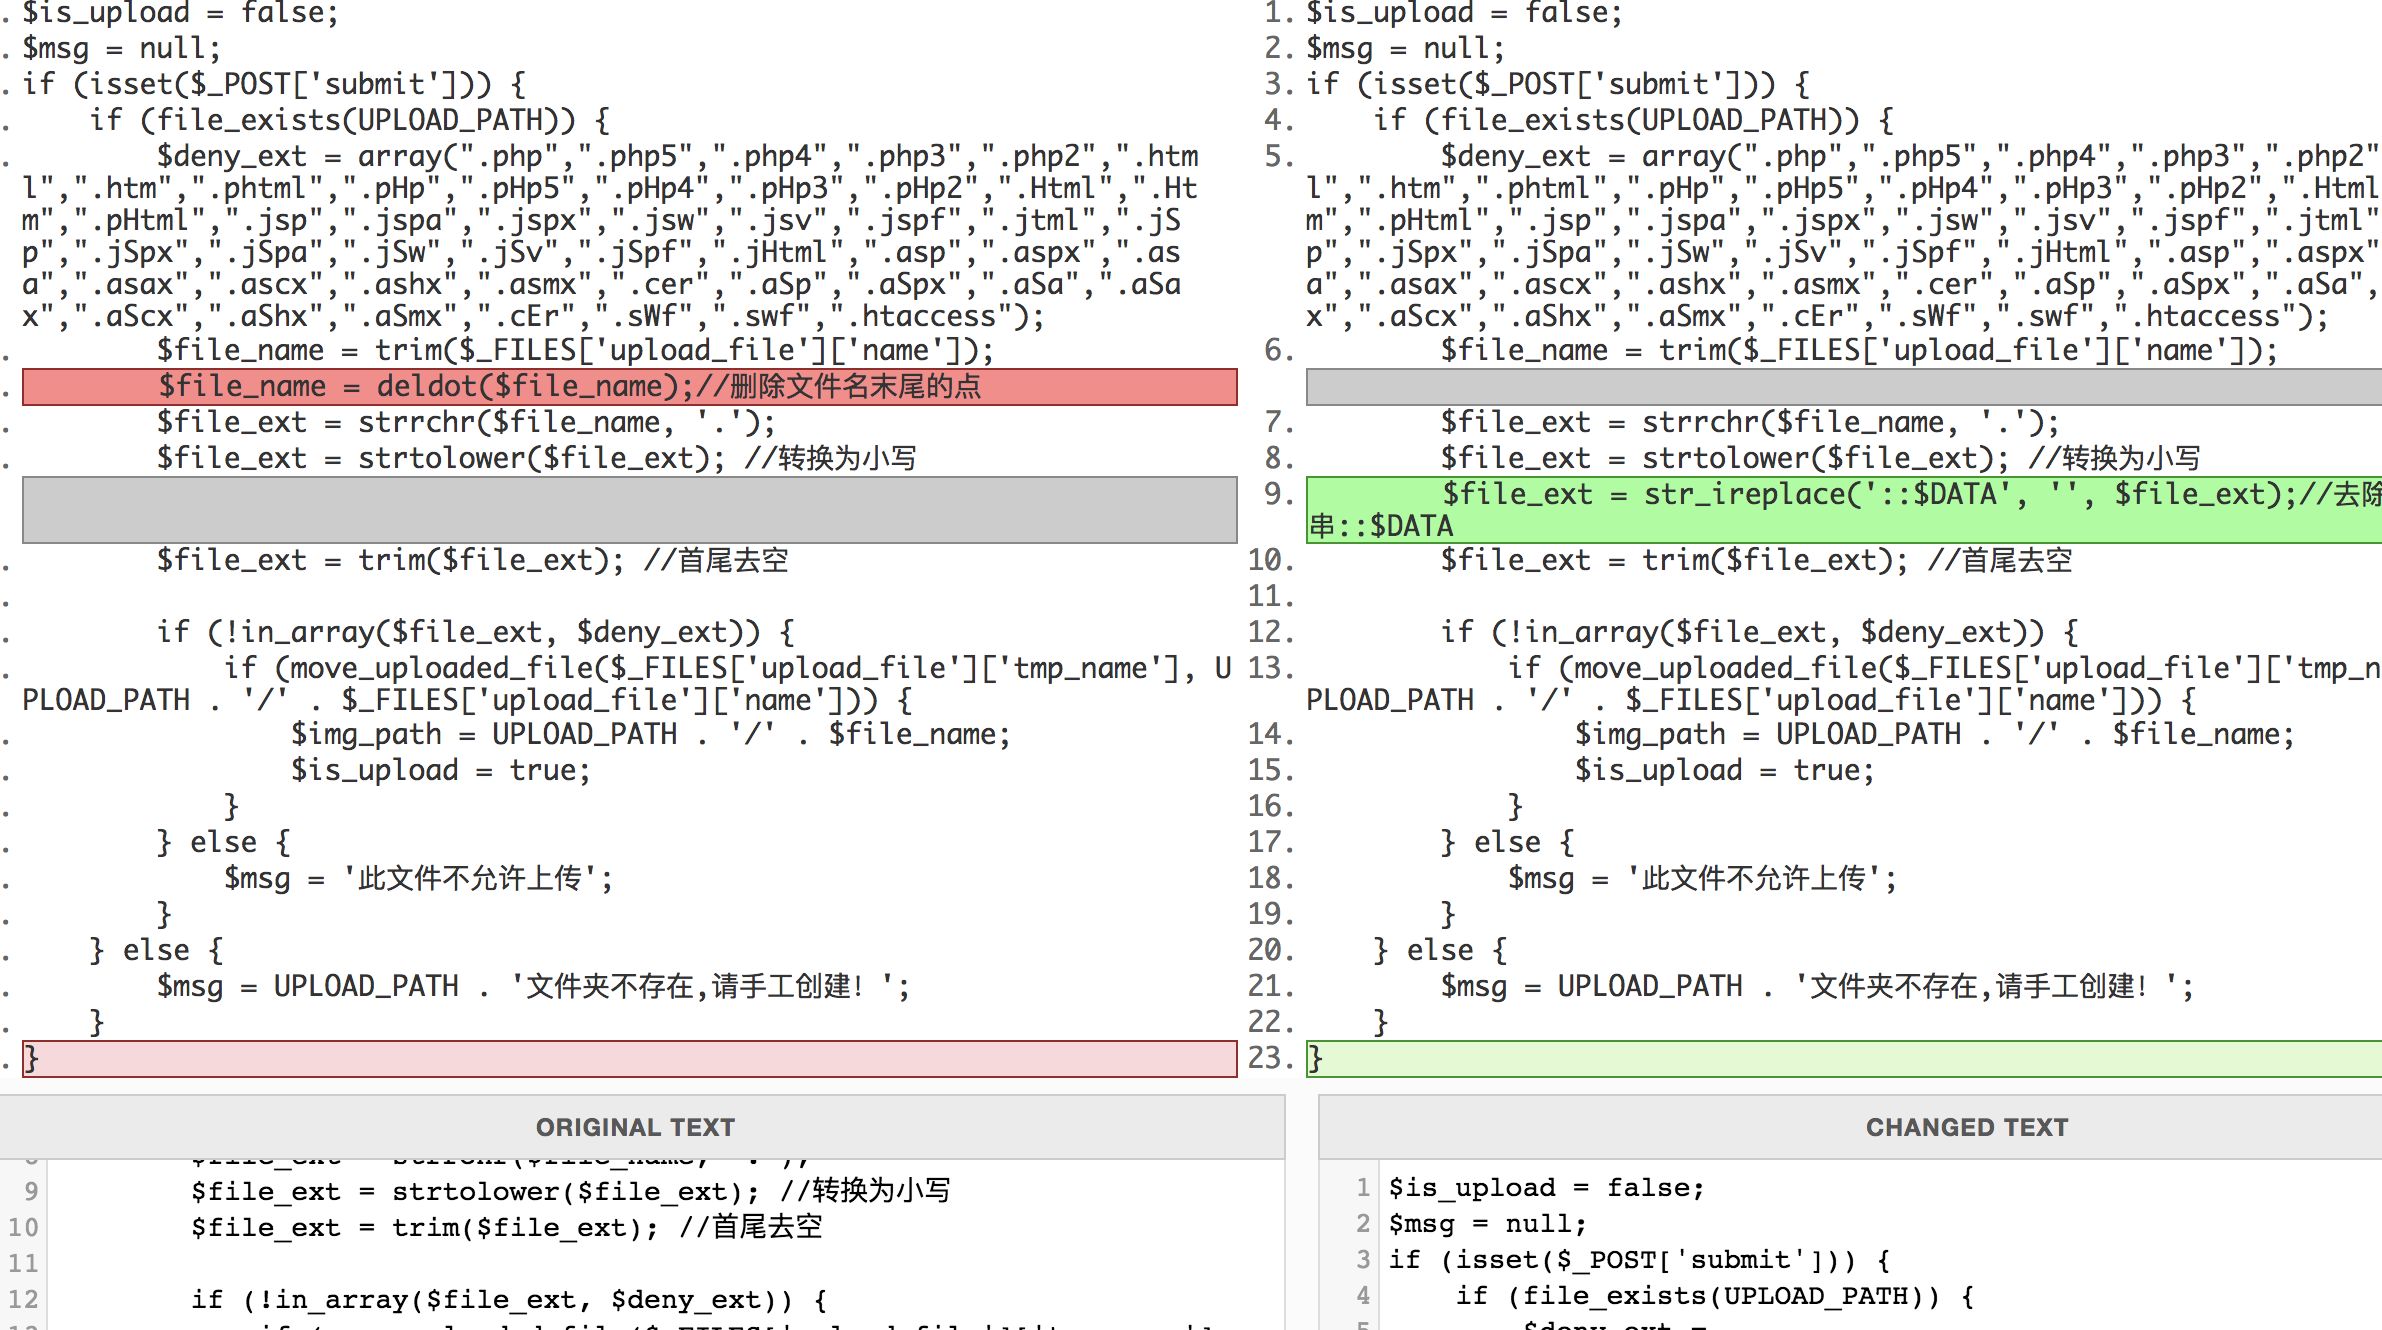 . $is_upload = false;
. $msg = null;
. if (isset($_POST['submit'])) {
.     if (file_exists(UPLOAD_PATH)) {
.         $deny_ext = array(".php",".php5",".php4",".php3",".php2",".htm
l",".htm",".phtml",".pHp",".pHp5",".pHp4",".pHp3",".pHp2",".Html",".Ht
m",".pHtml",".jsp",".jspa",".jspx",".jsw",".jsv",".jspf",".jtml",".jS
p",".jSpx",".jSpa",".jSw",".jSv",".jSpf",".jHtml",".asp",".aspx",".as
a",".asax",".ascx",".ashx",".asmx",".cer",".aSp",".aSpx",".aSa",".aSa
x",".aScx",".aShx",".aSmx",".cEr",".sWf",".swf",".htaccess");
.         $file_name = trim($_FILES['upload_file']['name']);
.         $file_name = deldot($file_name);//删除文件名末尾的点
.         $file_ext = strrchr($file_name, '.');
.         $file_ext = strtolower($file_ext); //转换为小写
.         $file_ext = trim($file_ext); //首尾去空
.
.         if (!in_array($file_ext, $deny_ext)) {
.             if (move_uploaded_file($_FILES['upload_file']['tmp_name'], U
PLOAD_PATH . '/' . $_FILES['upload_file']['name'])) {
.                 $img_path = UPLOAD_PATH . '/' . $file_name;
.                 $is_upload = true;
.             }
.         } else {
.             $msg = '此文件不允许上传';
.         }
.     } else {
.         $msg = UPLOAD_PATH . '文件夹不存在,请手工创建！';
.     }
. }
1. $is_upload = false;
2. $msg = null;
3. if (isset($_POST['submit'])) {
4.     if (file_exists(UPLOAD_PATH)) {
5.         $deny_ext = array(".php",".php5",".php4",".php3",".php2"
l",".htm",".phtml",".pHp",".pHp5",".pHp4",".pHp3",".pHp2",".Html
m",".pHtml",".jsp",".jspa",".jspx",".jsw",".jsv",".jspf",".jtml"
p",".jSpx",".jSpa",".jSw",".jSv",".jSpf",".jHtml",".asp",".aspx"
a",".asax",".ascx",".ashx",".asmx",".cer",".aSp",".aSpx",".aSa",
x",".aScx",".aShx",".aSmx",".cEr",".sWf",".swf",".htaccess");
6.         $file_name = trim($_FILES['upload_file']['name']);
7.         $file_ext = strrchr($file_name, '.');
8.         $file_ext = strtolower($file_ext); //转换为小写
9.         $file_ext = str_ireplace('::$DATA', '', $file_ext);//去除
串::$DATA
10.         $file_ext = trim($file_ext); //首尾去空
11.
12.         if (!in_array($file_ext, $deny_ext)) {
13.             if (move_uploaded_file($_FILES['upload_file']['tmp_n
PLOAD_PATH . '/' . $_FILES['upload_file']['name'])) {
14.                 $img_path = UPLOAD_PATH . '/' . $file_name;
15.                 $is_upload = true;
16.             }
17.         } else {
18.             $msg = '此文件不允许上传';
19.         }
20.     } else {
21.         $msg = UPLOAD_PATH . '文件夹不存在,请手工创建！';
22.     }
23. }
ORIGINAL TEXT
9         $file_ext = strtolower($file_ext); //转换为小写
10         $file_ext = trim($file_ext); //首尾去空
11
12         if (!in_array($file_ext, $deny_ext)) {
CHANGED TEXT
1 $is_upload = false;
2 $msg = null;
3 if (isset($_POST['submit'])) {
4     if (file_exists(UPLOAD_PATH)) {